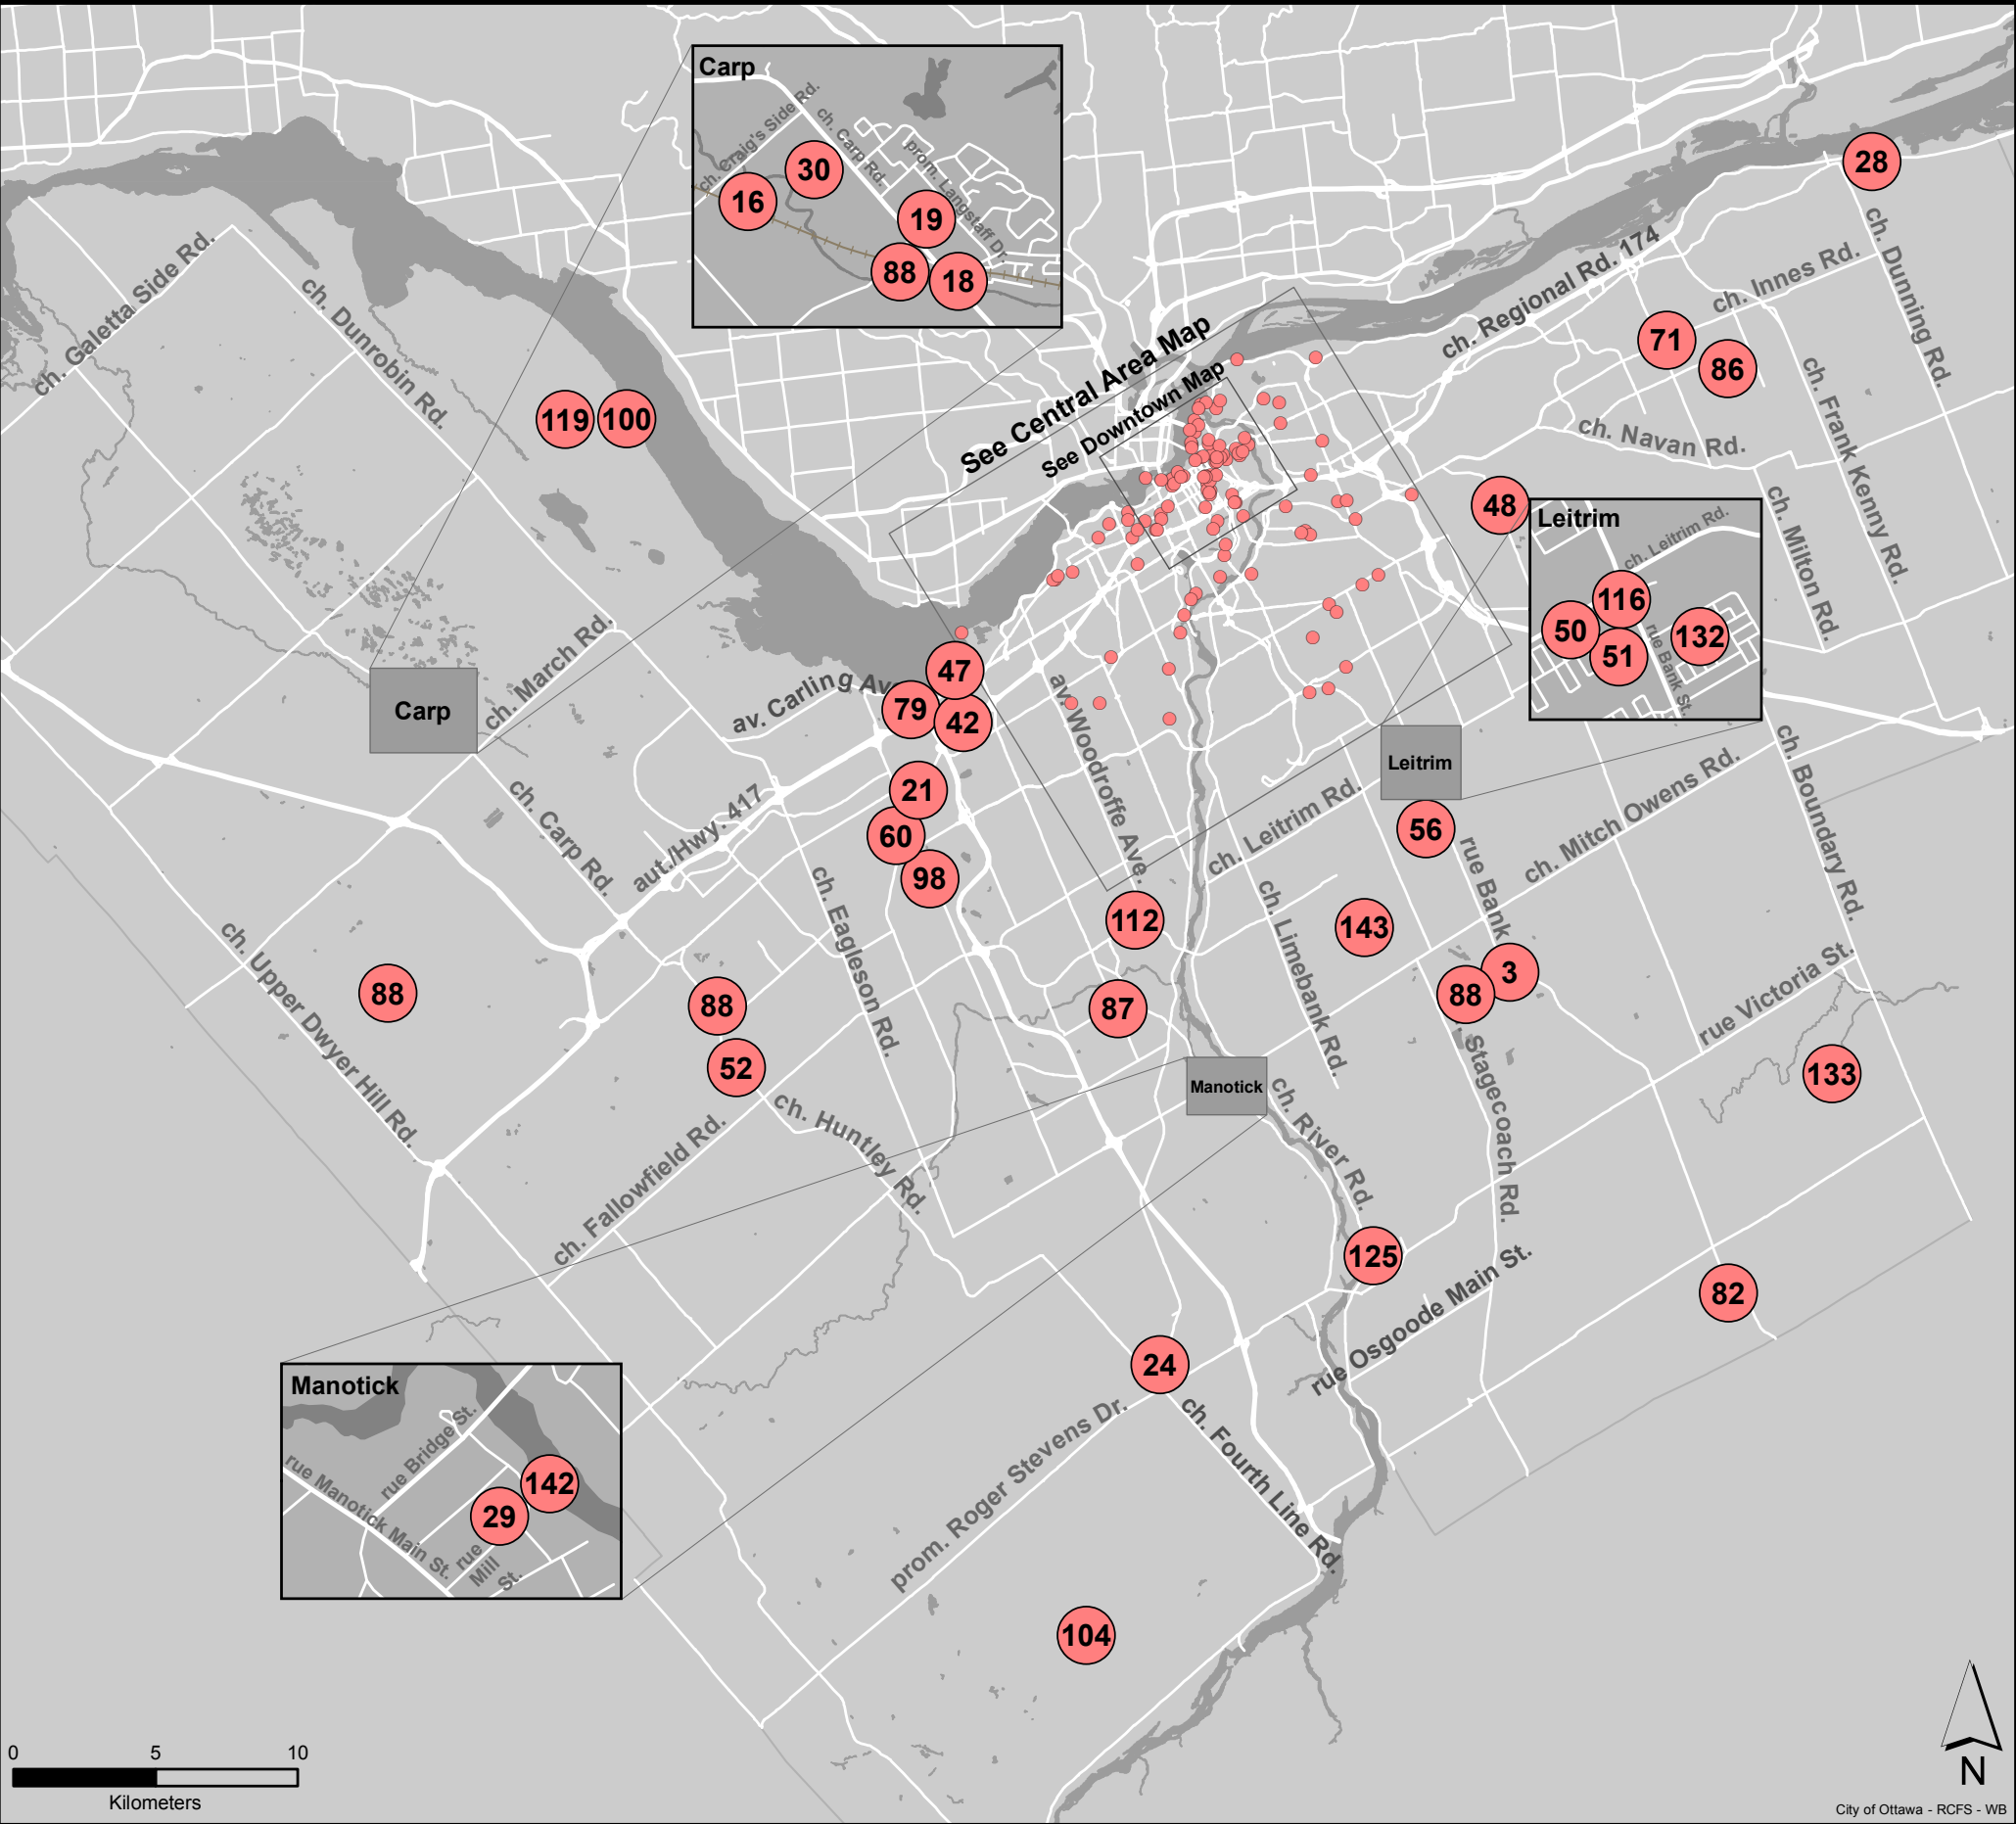 Carp
ch. Craig's Side Rd.
ch. Carp Rd.
prom. Langstaff Dr.
30
16
19
88
18
28
ch. Dunning Rd.
ch. Regional Rd. 174
ch. Innes Rd.
71
86
ch. Galetta Side Rd.
ch. Dunrobin Rd.
See Central Area Map
See Downtown Map
ch. Frank Kenny Rd.
119
100
ch. Navan Rd.
48
ch. Milton Rd.
Leitrim
ch. Leitrim Rd.
116
50
51
132
rue Bank St.
Carp
ch. March Rd.
av. Carling Av
47
79
42
av. Woodroffe Ave.
Leitrim
ch. Boundary Rd.
21
60
98
ch. Carp Rd.
aut./Hwy. 417
ch. Leitrim Rd.
56
ch. Mitch Owens Rd.
rue Bank
ch. Eagleson Rd.
112
143
ch. Limebank Rd.
3
88
ch. Upper Dwyer Hill Rd.
88
88
52
87
rue Victoria St.
133
Stagecoach Rd.
Manotick
ch. River Rd.
ch. Huntley Rd.
ch. Fallowfield Rd.
125
82
rue Osgoode Main St.
24
ch. Fourth Line Rd.
prom. Roger Stevens Dr.
104
Manotick
rue Bridge St.
rue Manotick Main St.
142
29
rue
Mill
St.
0 5 10
Kilometers
N
City of Ottawa - RCFS - WB